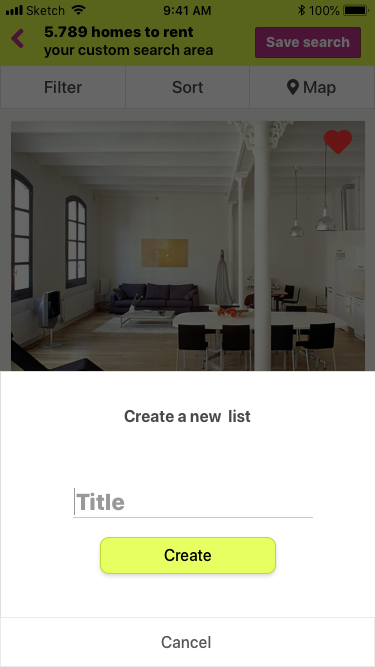 Sketch 9:41 AM 100%
5.789 homes to rent
your custom search area
Save search
Filter Sort Map
Create a new list
Title
Create
Cancel